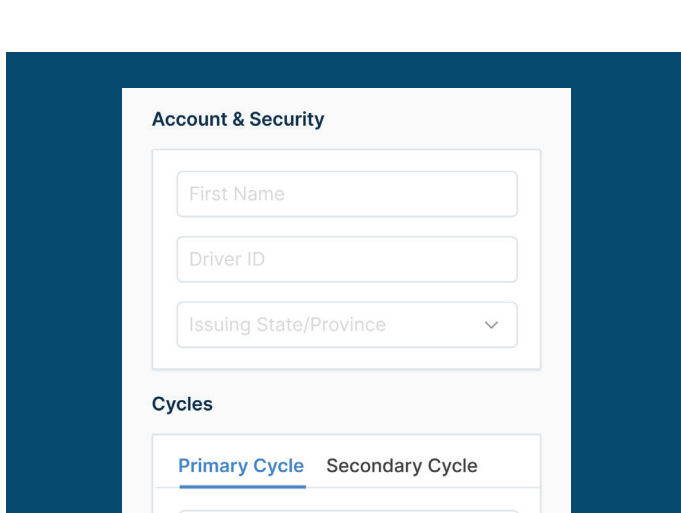 Account & Security
First Name
Driver ID
Issuing State/Province
Cycles
Primary Cycle Secondary Cycle